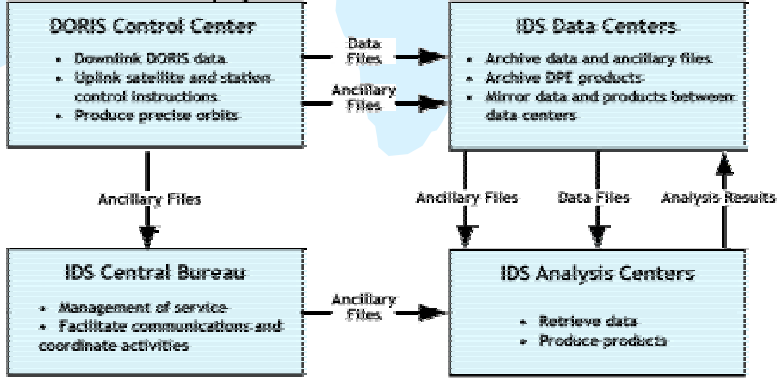 DORIS Control Center
• Downlink DORIS data
• Uplink satellite and station
control instructions
• Produce precise orbits
Data
Files
Ancillary
Files
IDS Data Centers
• Archive data and ancillary files
• Archive DPE products
• Mirror data and products between
data centers
Ancillary Files
Ancillary Files
Data Files
Analysis Results
IDS Central Bureau
• Management of service
• Facilitate communications and
coordinate activities
Ancillary
Files
IDS Analysis Centers
• Retrieve data
• Produce products